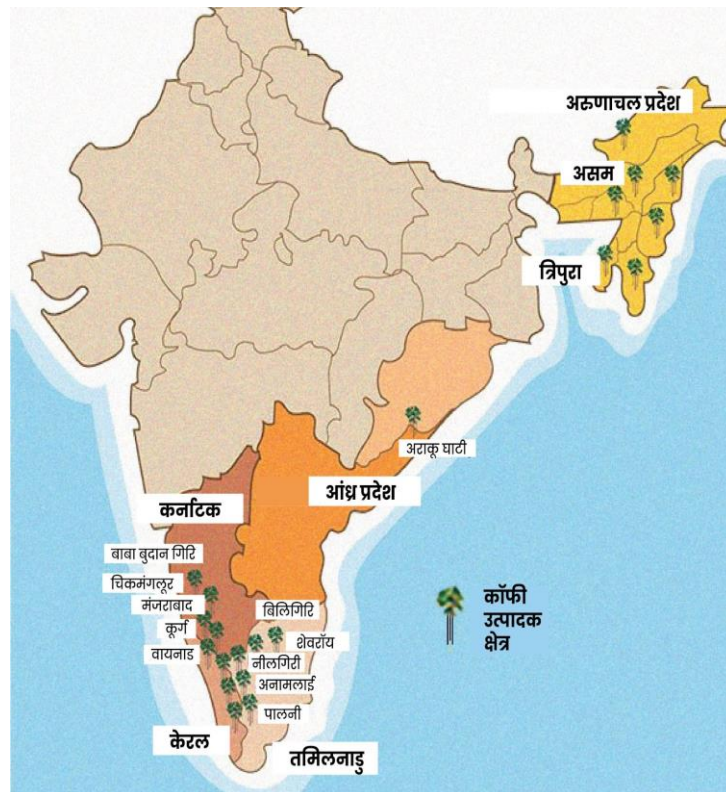 अरुणाचल प्रदेश
असम
त्रिपुरा
अराकू घाटी
आंध्र प्रदेश
कर्नाटक
बाबा बुदान गिरि
चिकमंगलूर
मंजराबाद
कूर्ग
वायनाड
बिलिगिरि
शेवरॉय
नीलगिरी
अनामलाई
पालनी
केरल
तमिलनाडु
कॉफी
उत्पादक
क्षेत्र